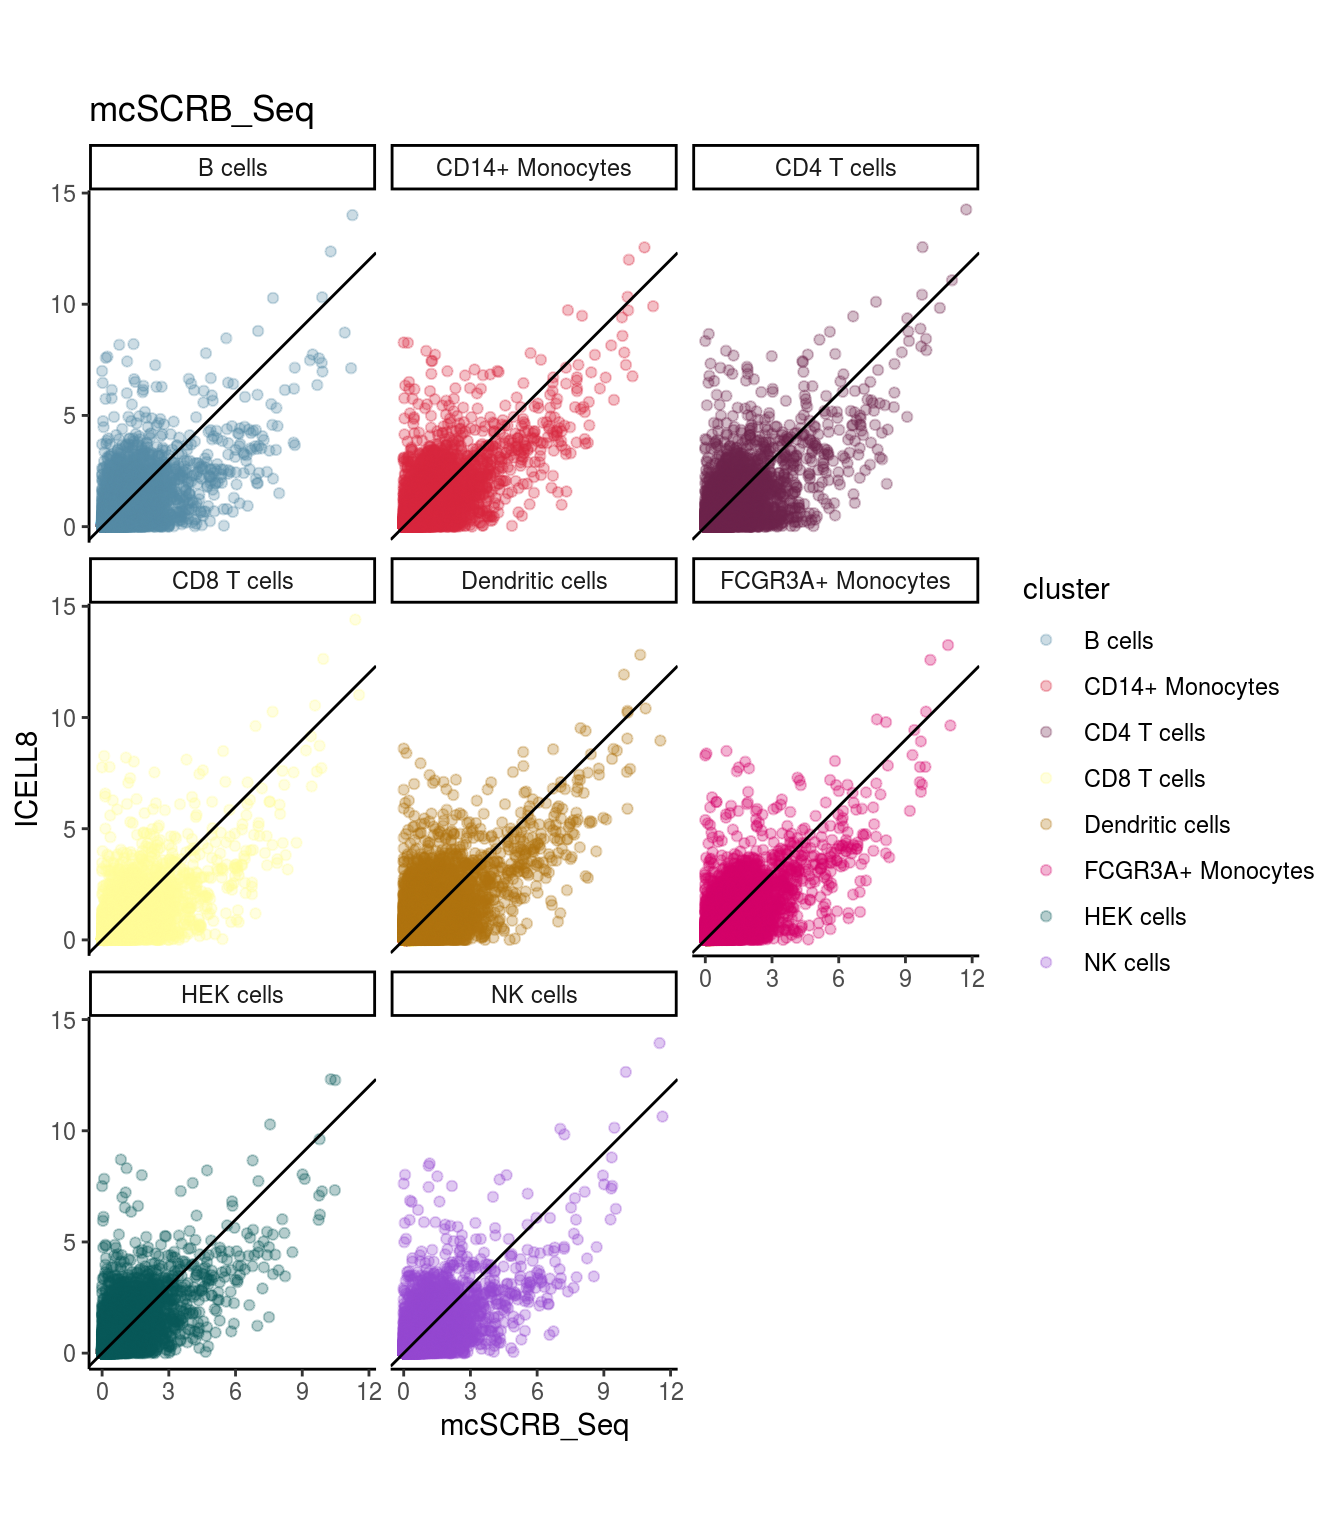 mcSCRB_Seq
B cells
CD14+ Monocytes
CD4 T cells
15
10
5
0
CD8 T cells
Dendritic cells
FCGR3A+ Monocytes
15
10
5
0
0 3 6 9 12
HEK cells
NK cells
15
10
5
0
0 3 6 9 12
0 3 6 9 12
ICELL8
mcSCRB_Seq
cluster
B cells
CD14+ Monocytes
CD4 T cells
CD8 T cells
Dendritic cells
FCGR3A+ Monocytes
HEK cells
NK cells